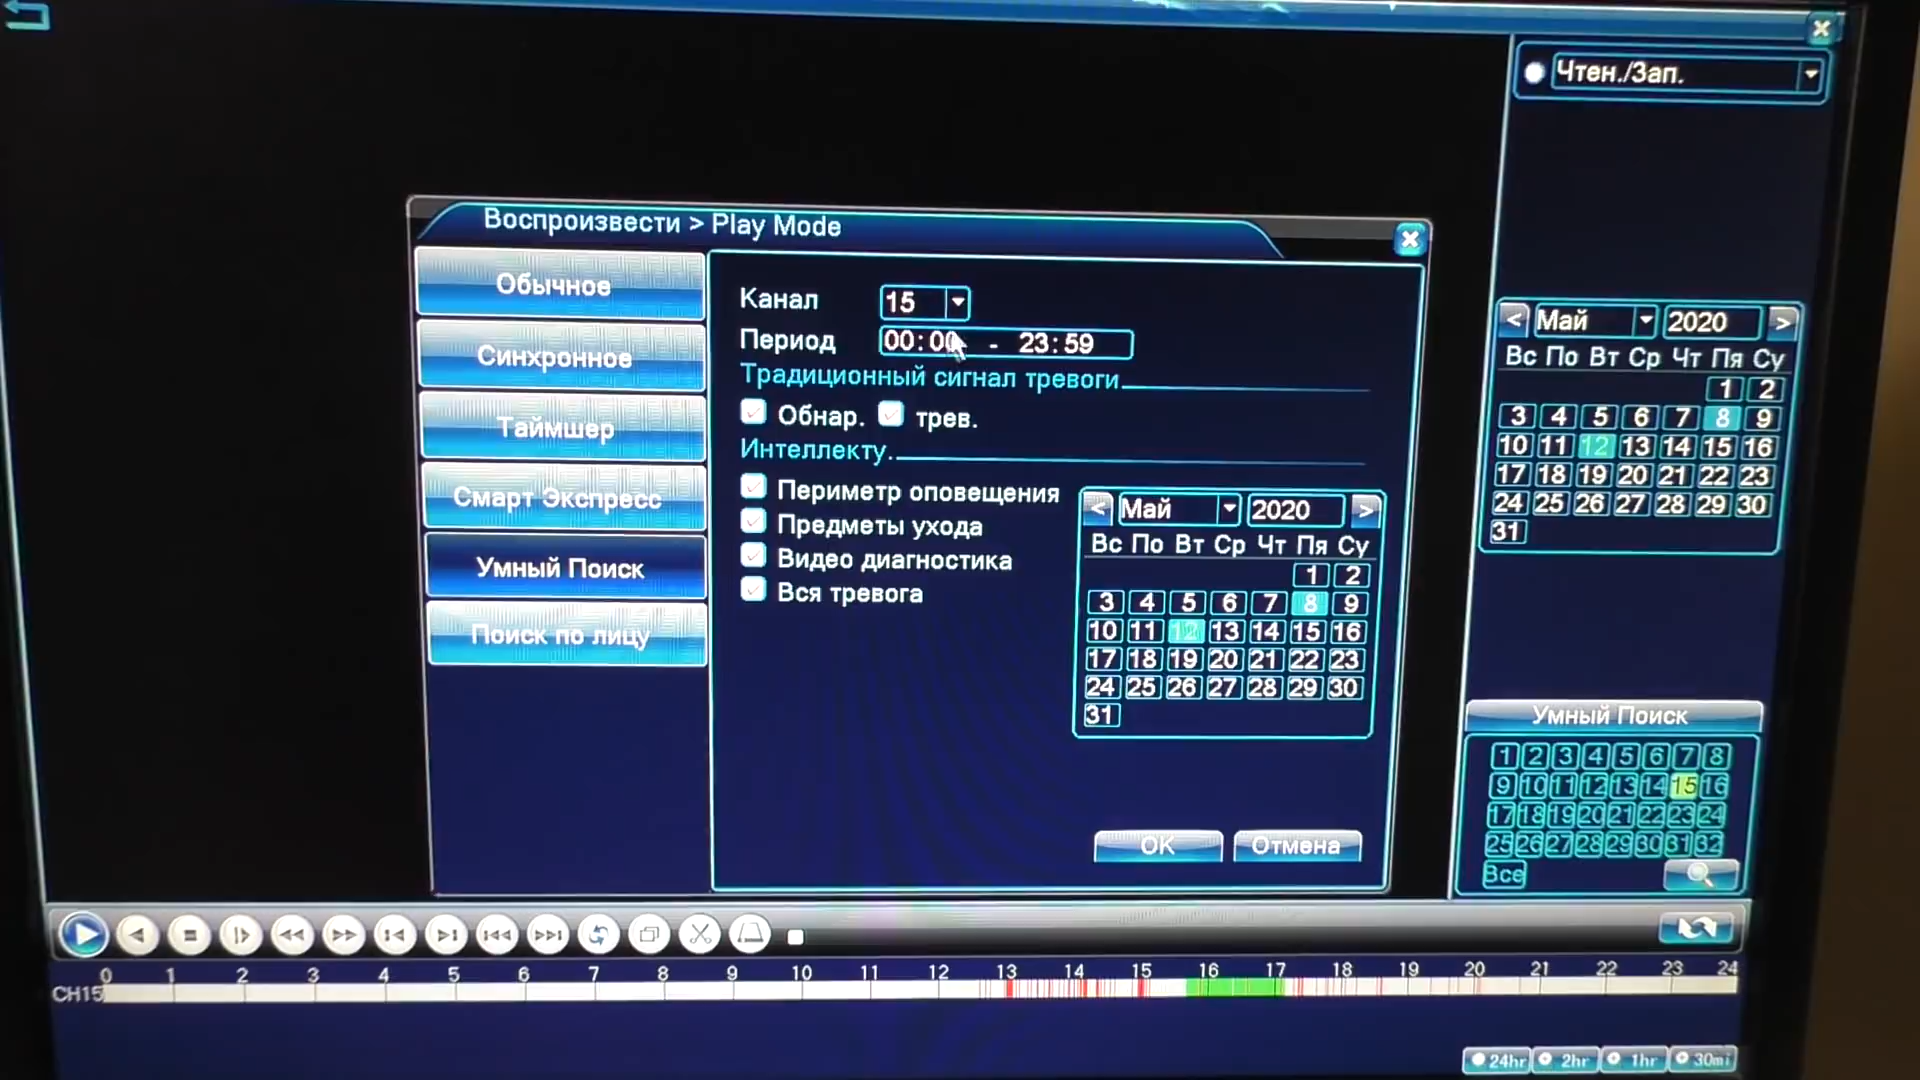 Чтен./Зап.
Воспроизвести > Play Mode
Обычное
Синхронное
Таймшер
Смарт Экспресс
Умный Поиск
Поиск по лицу
Канал 15
Период 00:00 - 23:59
Традиционный сигнал тревоги
Обнар. трев.
Интеллекту.
Периметр оповещения
Предметы ухода
Видео диагностика
Вся тревога
< Май 2020 >
Вс По Вт Ср Чт Пя Су
1 2
3 4 5 6 7 8 9
10 11 12 13 14 15 16
17 18 19 20 21 22 23
24 25 26 27 28 29 30
31
OK Отмена
< Май 2020 >
Вс По Вт Ср Чт Пя Су
1 2
3 4 5 6 7 8 9
10 11 12 13 14 15 16
17 18 19 20 21 22 23
24 25 26 27 28 29 30
31
Умный Поиск
1 2 3 4 5 6 7 8
9 10 11 12 13 14 15 16
17 18 19 20 21 22 23 24
25 26 27 28 29 30 31 32
Все
0 1 2 3 4 5 6 7 8 9 10 11 12 13 14 15 16 17 18 19 20 21 22 23 24
CH15
24hr 2hr 1hr 30mi